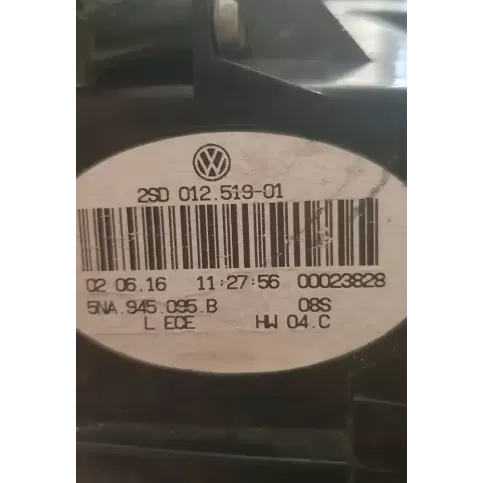 2SD 012.519-01
02.06.16 11:27:56 00023828
5NA.945.095.B 08S
L ECE HW 04.C